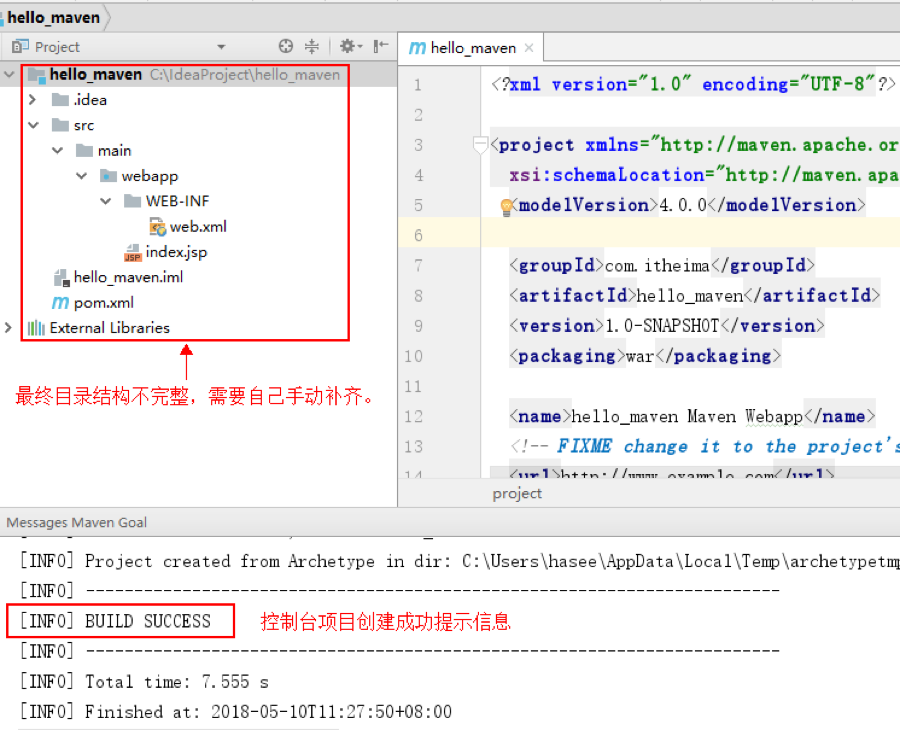 hello_maven
Project
hello_maven
hello_maven C:\IdeaProject\hello_maven
.idea
src
main
webapp
WEB-INF
web.xml
JSP index.jsp
hello_maven.iml
m pom.xml
External Libraries
最终目录结构不完整，需要自己手动补齐。
1 <?xml version="1.0" encoding="UTF-8"?>
2
3 <project xmlns="http://maven.apache.or
4 xsi:schemaLocation="http://maven.apa
5 <modelVersion>4.0.0</modelVersion>
6
7 <groupId>com.itheima</groupId>
8 <artifactId>hello_maven</artifactId>
9 <version>1.0-SNAPSHOT</version>
10 <packaging>war</packaging>
11
12 <name>hello_maven Maven Webapp</name>
13 <!-- FIXME change it to the project's
14 <url>http://www.example.com</url>
project
Messages Maven Goal
[INFO] Project created from Archetype in dir: C:\Users\hasee\AppData\Local\Temp\archetypetmp
[INFO] ------------------------------------------------------------------------
[INFO] BUILD SUCCESS 控制台项目创建成功提示信息
[INFO] ------------------------------------------------------------------------
[INFO] Total time: 7.555 s
[INFO] Finished at: 2018-05-10T11:27:50+08:00